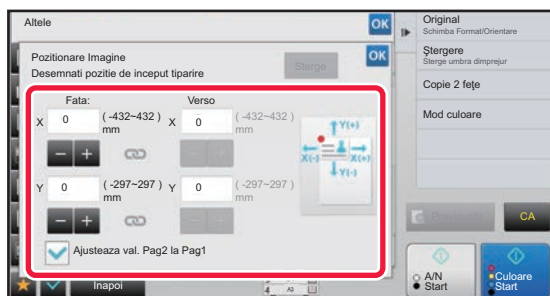 Altele
OK
Pozitionare Imagine
Desemnati pozitie de inceput tiparire
Sterge
OK
Fata:
Verso
X
0
(-432~432)
mm
X
0
(-432~432)
mm
Y(+)
X(-)
X(+)
Y(-)
Y
0
(-297~297)
mm
Y
0
(-297~297)
mm
Ajusteaza val. Pag2 la Pag1
Inapoi
A3
Original
Schimba Format/Orientare
Ştergere
Sterge umbra dimprejur
Copie 2 feţe
Mod culoare
CA
A/N
Start
Culoare
Start